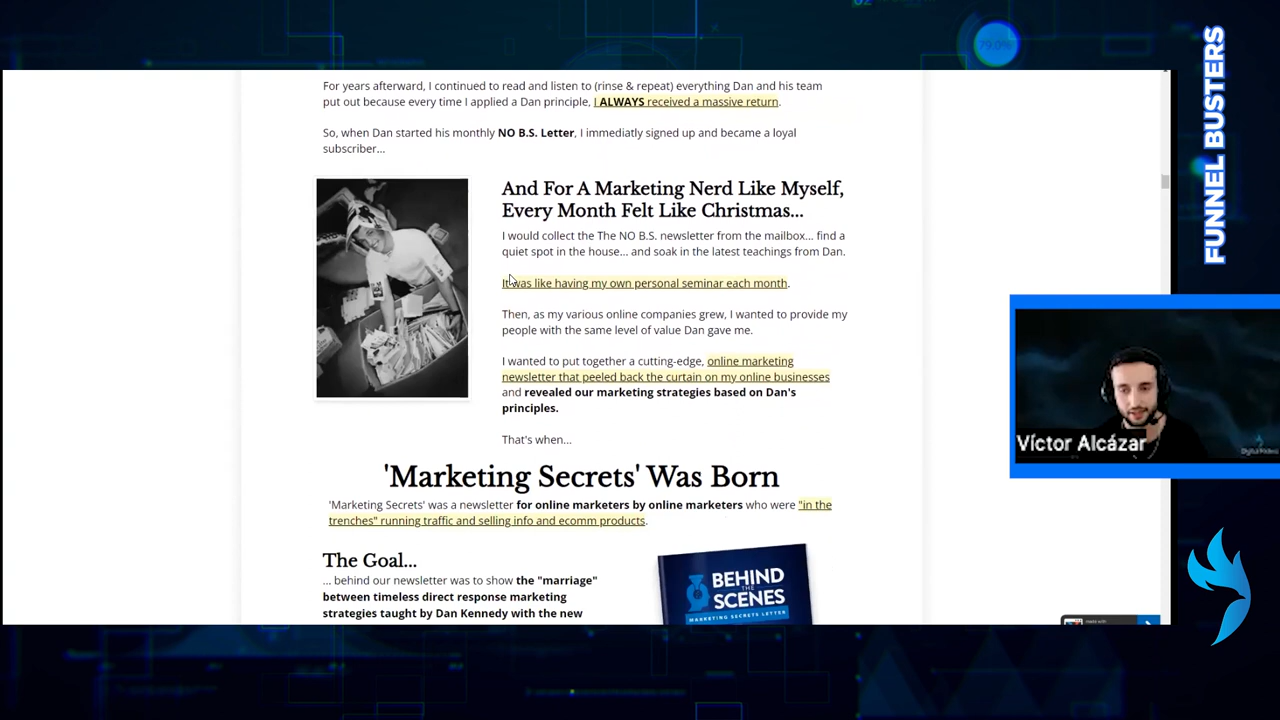 For years afterward, I continued to read and listen to (rinse & repeat) everything Dan and his team
put out because every time I applied a Dan principle, I ALWAYS received a massive return.
So, when Dan started his monthly NO B.S. Letter, I immediatly signed up and became a loyal
subscriber...
And For A Marketing Nerd Like Myself,
Every Month Felt Like Christmas...
I would collect the The NO B.S. newsletter from the mailbox... find a
quiet spot in the house... and soak in the latest teachings from Dan.
It was like having my own personal seminar each month.
Then, as my various online companies grew, I wanted to provide my
people with the same level of value Dan gave me.
I wanted to put together a cutting-edge, online marketing
newsletter that peeled back the curtain on my online businesses
and revealed our marketing strategies based on Dan's
principles.
That's when...
'Marketing Secrets' Was Born
'Marketing Secrets' was a newsletter for online marketers by online marketers who were "in the
trenches" running traffic and selling info and ecomm products.
The Goal...
... behind our newsletter was to show the "marriage"
between timeless direct response marketing
strategies taught by Dan Kennedy with the new
BEHIND
THE
SCENES
MARKETING SECRETS LETTER
made with
79.0%
FUNNEL BUSTERS
Víctor Alcázar